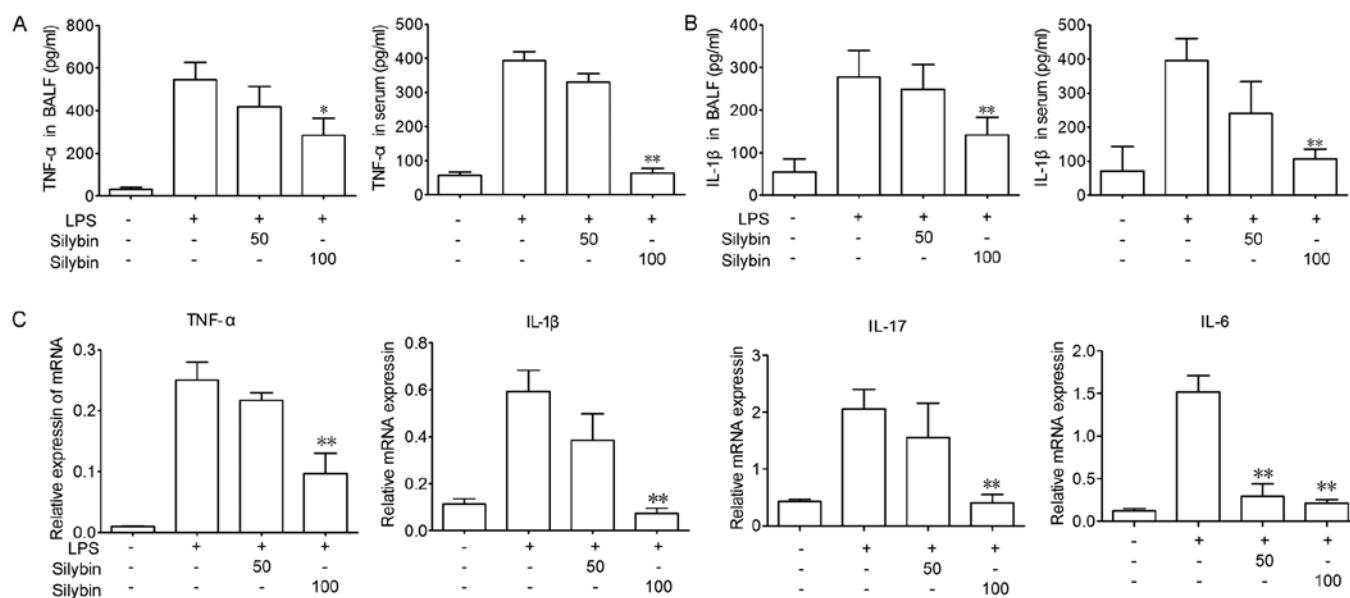 A
TNF-α in BALF (pg/ml)
800
600
400
200
0
*
TNF-α in serum (pg/ml)
500
400
300
200
100
0
**
LPS - + + + - + + +
Silybin - - 50 - - - 50 -
Silybin - - - 100 - - - 100
B
IL-1β in BALF (pg/ml)
400
300
200
100
0
**
IL-1β in serum (pg/ml)
500
400
300
200
100
0
**
LPS - + + + - + + +
Silybin - - 50 - - - 50 -
Silybin - - - 100 - - - 100
C
TNF-α
Relative expressin of mRNA
0.3
0.2
0.1
0.0
**
IL-1β
Relative mRNA expressin
0.8
0.6
0.4
0.2
0.0
**
LPS - + + + - + + +
Silybin - - 50 - - - 50 -
Silybin - - - 100 - - - 100
IL-17
Relative mRNA expressin
3
2
1
0
**
- + + +
- - 50 -
- - - 100
IL-6
Relative mRNA expressin
2.0
1.5
1.0
0.5
0.0
** **
- + + +
- - 50 -
- - - 100